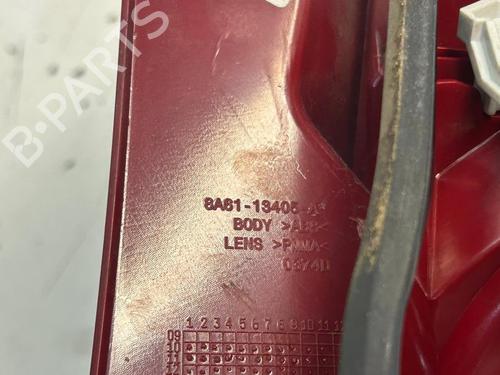 B-PARTS
8A61-13405-A
BODY >ABS<
LENS >PMMA<
1 2 3 4 5 6 7 8 9 10 11 12
09
10
11
12